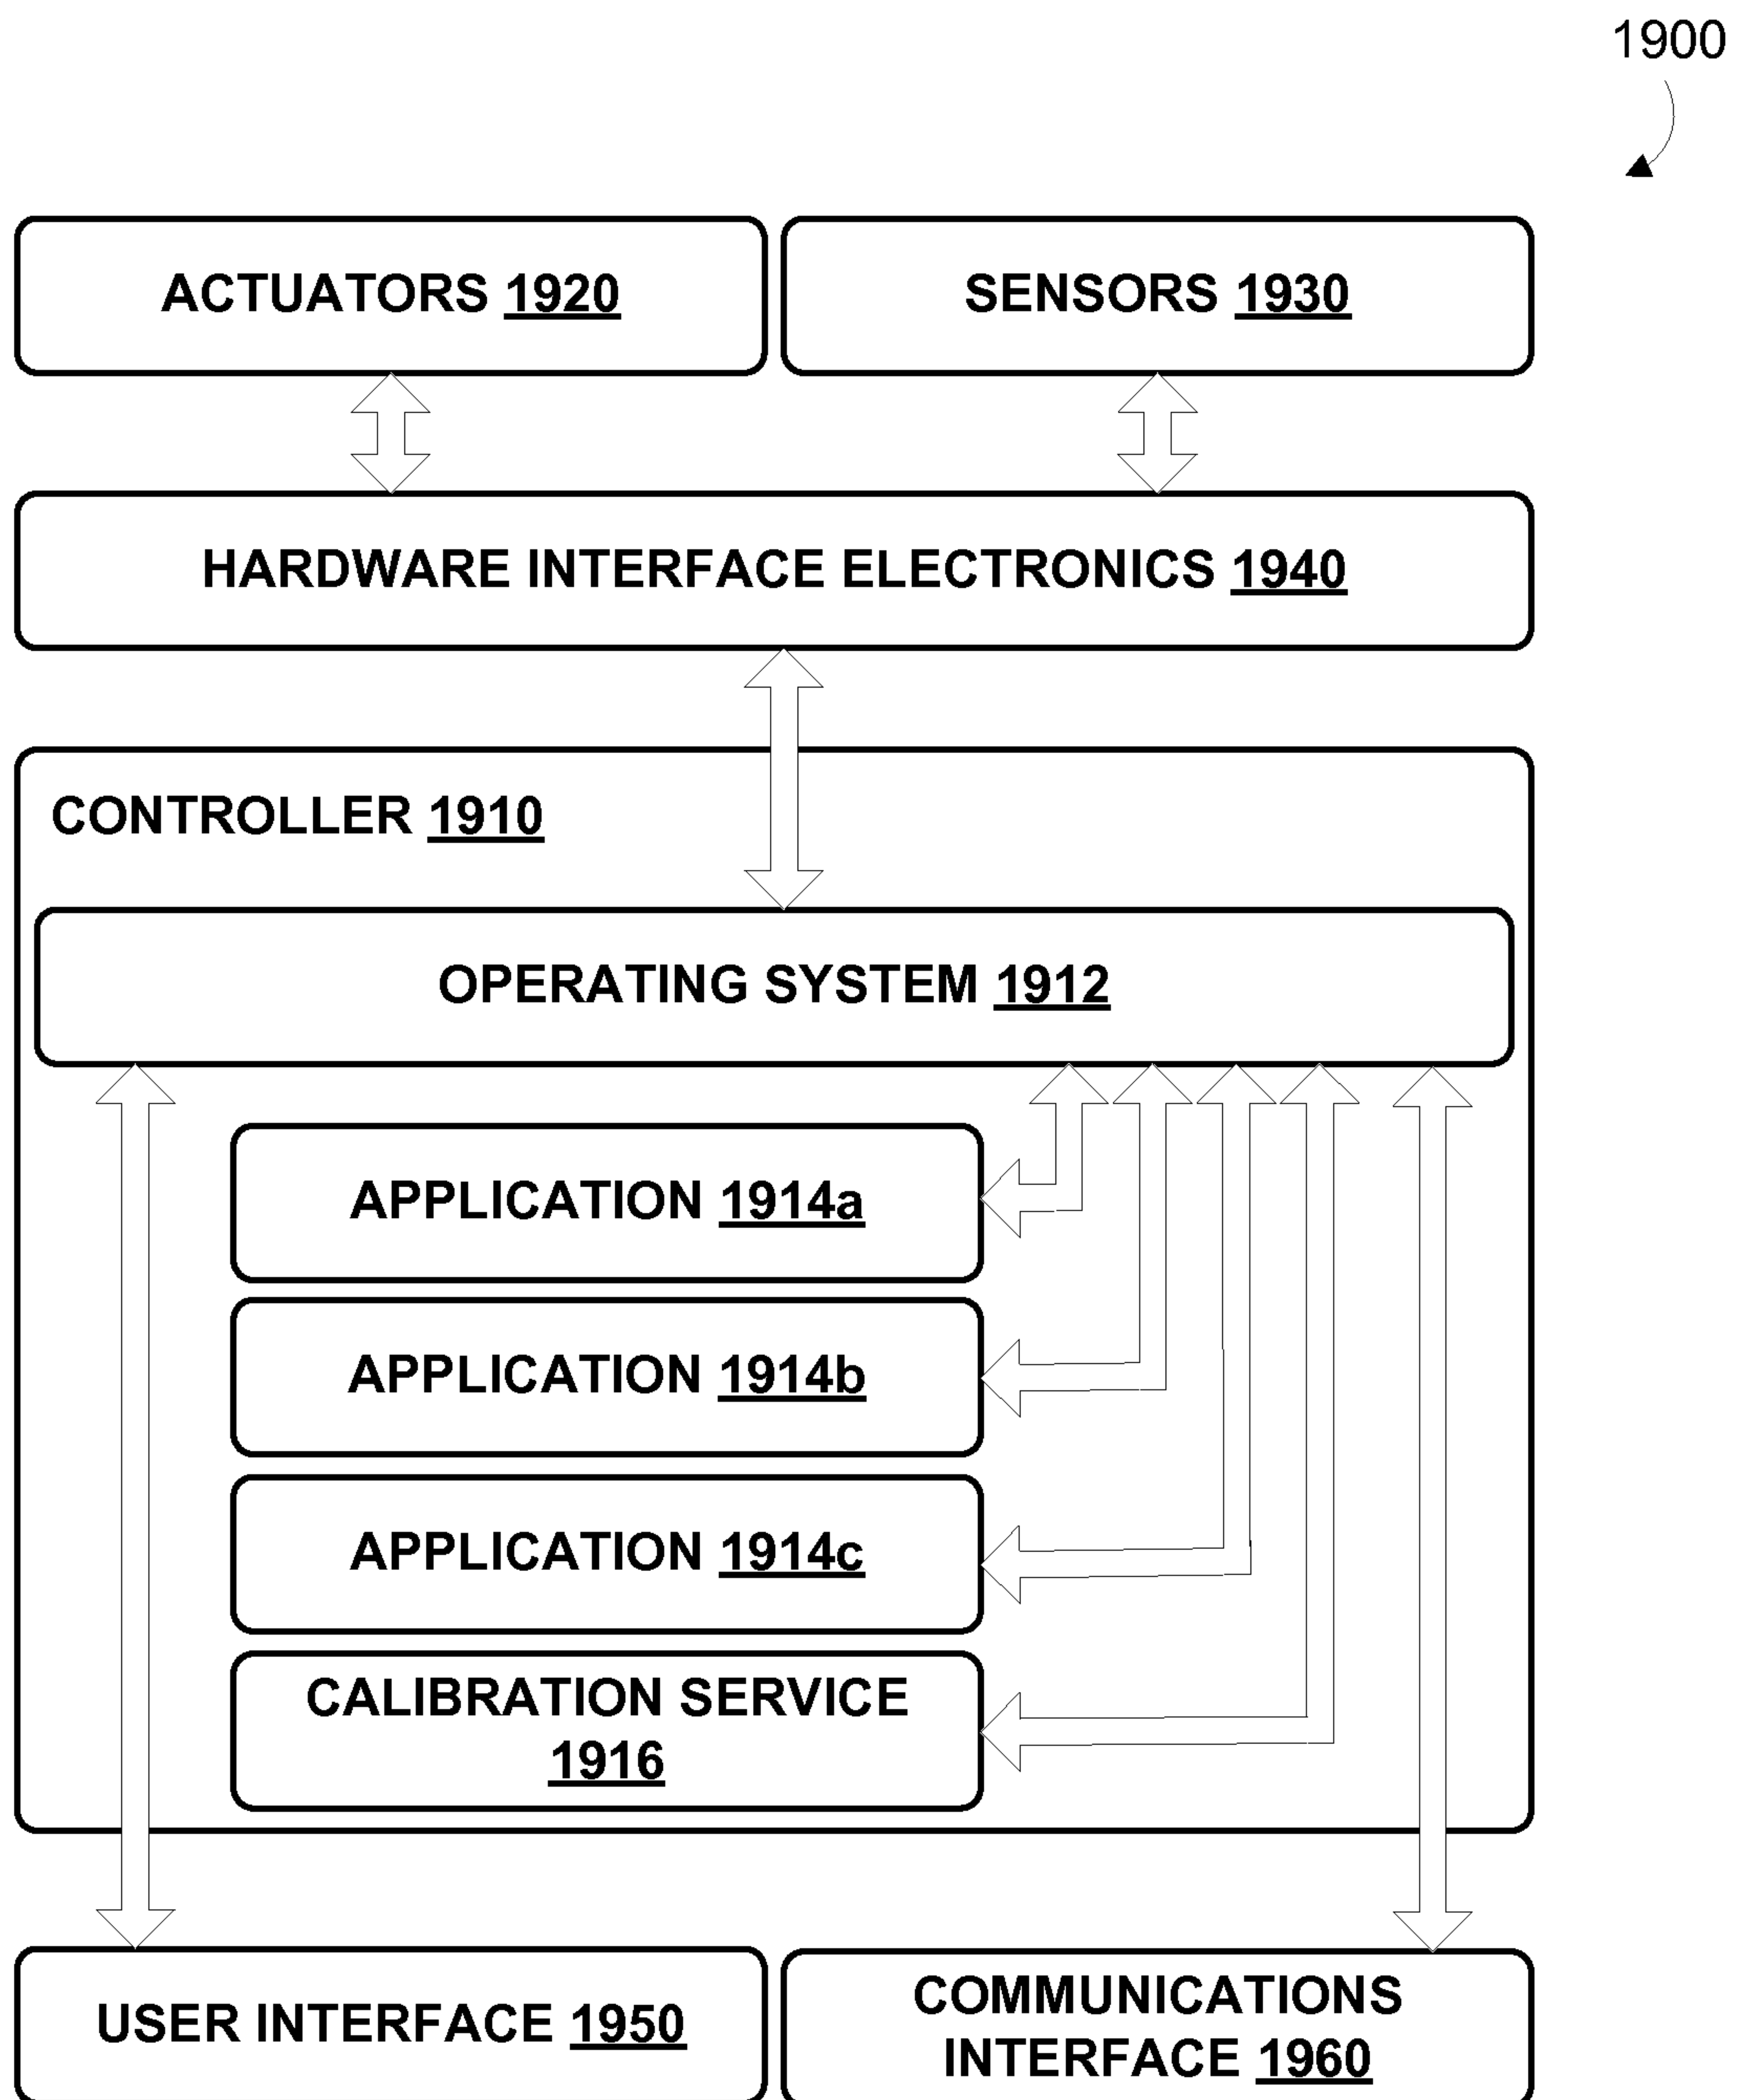 1900
ACTUATORS 1920
SENSORS 1930
HARDWARE INTERFACE ELECTRONICS 1940
CONTROLLER 1910
OPERATING SYSTEM 1912
APPLICATION 1914a
APPLICATION 1914b
APPLICATION 1914c
CALIBRATION SERVICE
1916
USER INTERFACE 1950
COMMUNICATIONS
INTERFACE 1960